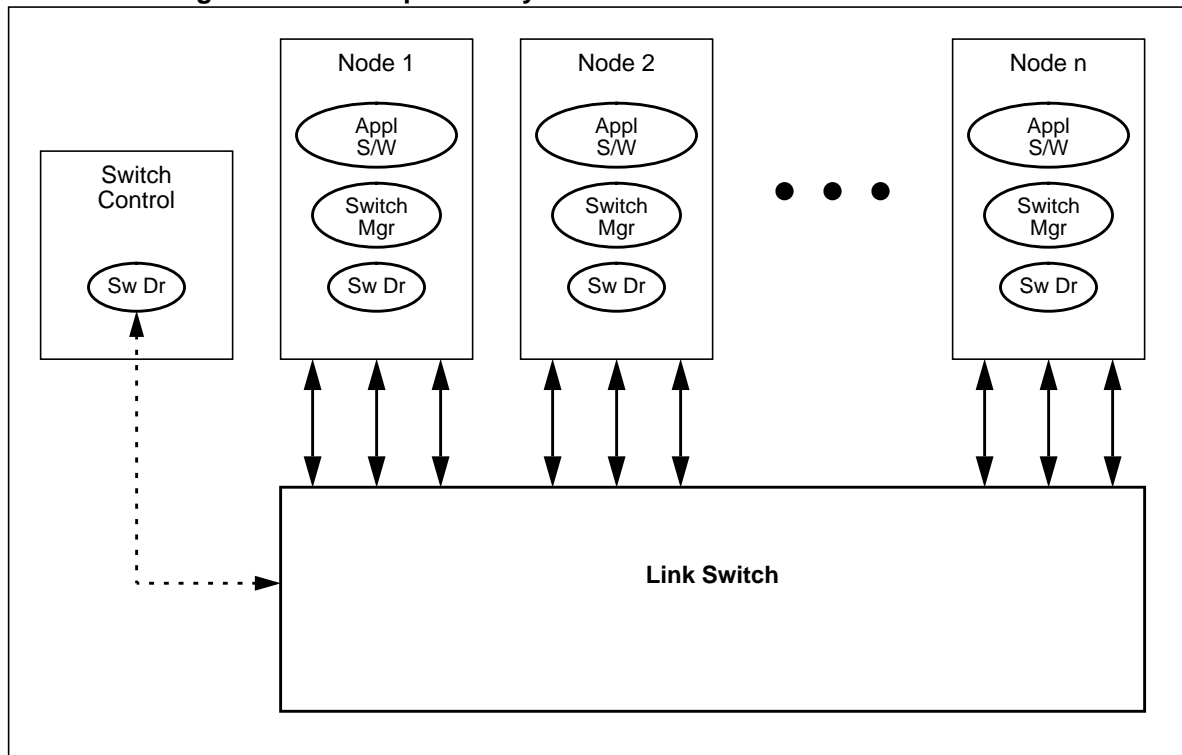 Node 1
Node 2
Node n
Appl
S/W
Appl
S/W
Appl
S/W
Switch
Control
Switch
Mgr
Switch
Mgr
Switch
Mgr
Sw Dr
Sw Dr
Sw Dr
Sw Dr
Link Switch